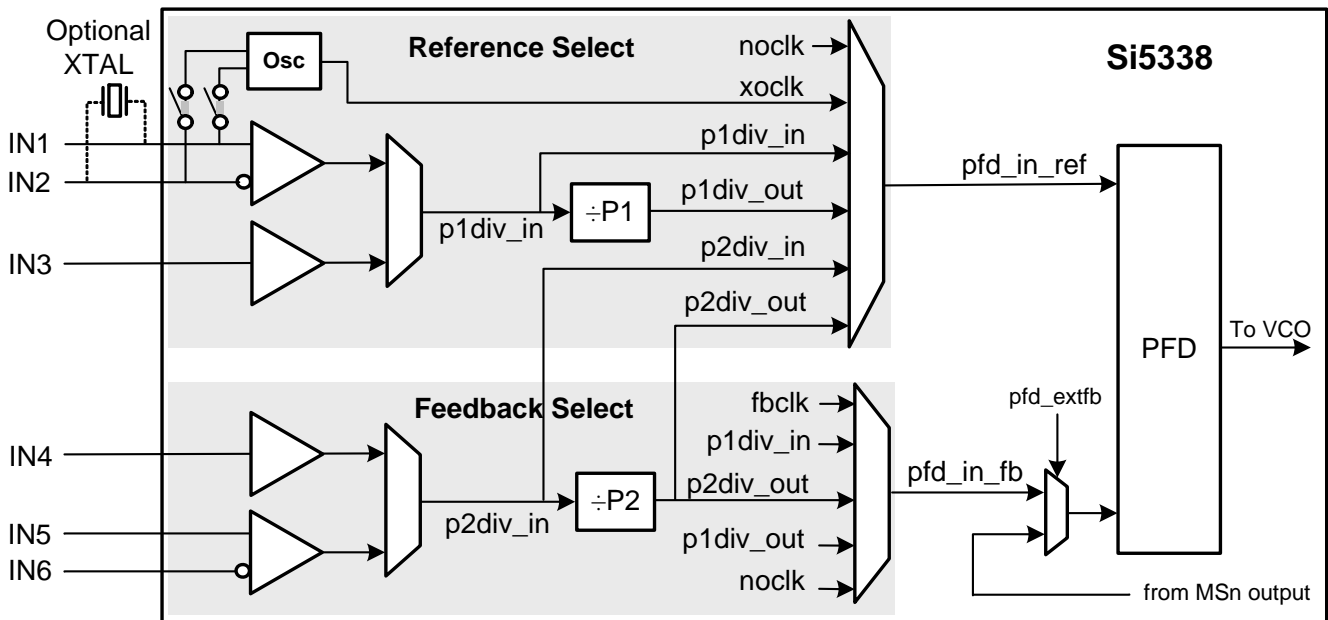 Optional
XTAL
Osc
Reference Select
Si5338
noclk
xoclk
p1div_in
p1div_out
p2div_in
p2div_out
IN1
IN2
IN3
p1div_in
÷P1
pfd_in_ref
PFD
To VCO
Feedback Select
IN4
IN5
IN6
p2div_in
÷P2
fbclk
p1div_in
p2div_out
p1div_out
noclk
pfd_extfb
pfd_in_fb
from MSn output